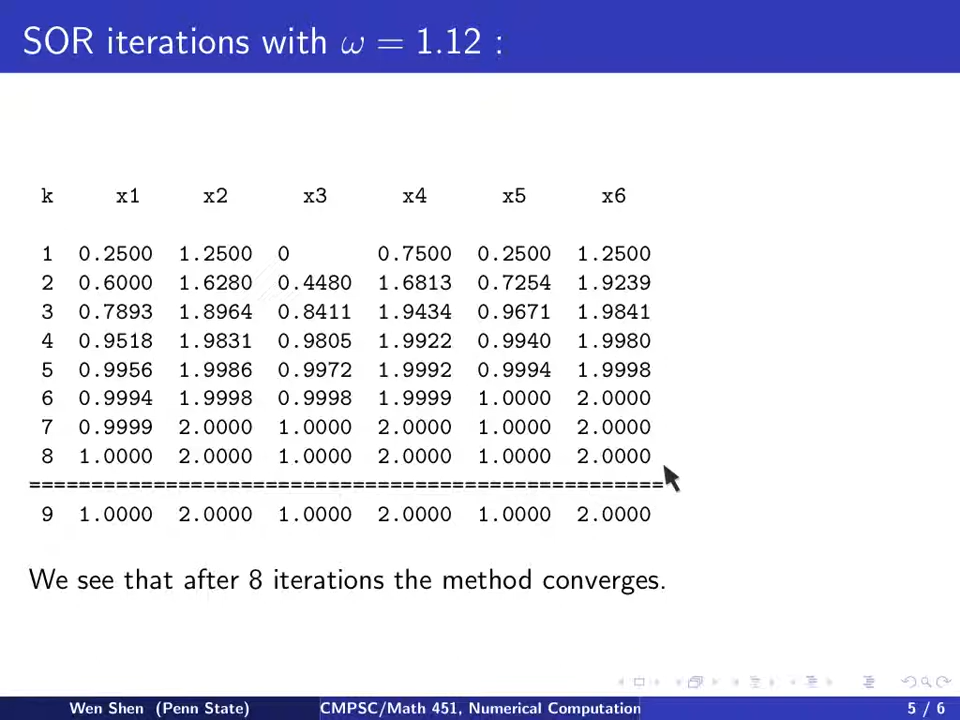 SOR iterations with ω = 1.12 :
k x1 x2 x3 x4 x5 x6
1 0.2500 1.2500 0 0.7500 0.2500 1.2500
2 0.6000 1.6280 0.4480 1.6813 0.7254 1.9239
3 0.7893 1.8964 0.8411 1.9434 0.9671 1.9841
4 0.9518 1.9831 0.9805 1.9922 0.9940 1.9980
5 0.9956 1.9986 0.9972 1.9992 0.9994 1.9998
6 0.9994 1.9998 0.9998 1.9999 1.0000 2.0000
7 0.9999 2.0000 1.0000 2.0000 1.0000 2.0000
8 1.0000 2.0000 1.0000 2.0000 1.0000 2.0000
===================================================
9 1.0000 2.0000 1.0000 2.0000 1.0000 2.0000
We see that after 8 iterations the method converges.
Wen Shen (Penn State) CMPSC/Math 451, Numerical Computation 5 / 6